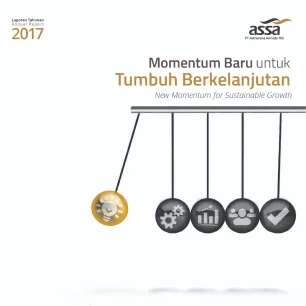 Laporan Tahunan
Annual Report
2017
assa
PT Adi Sarana Armada Tbk
Momentum Baru untuk
Tumbuh Berkelanjutan
New Momentum for Sustainable Growth